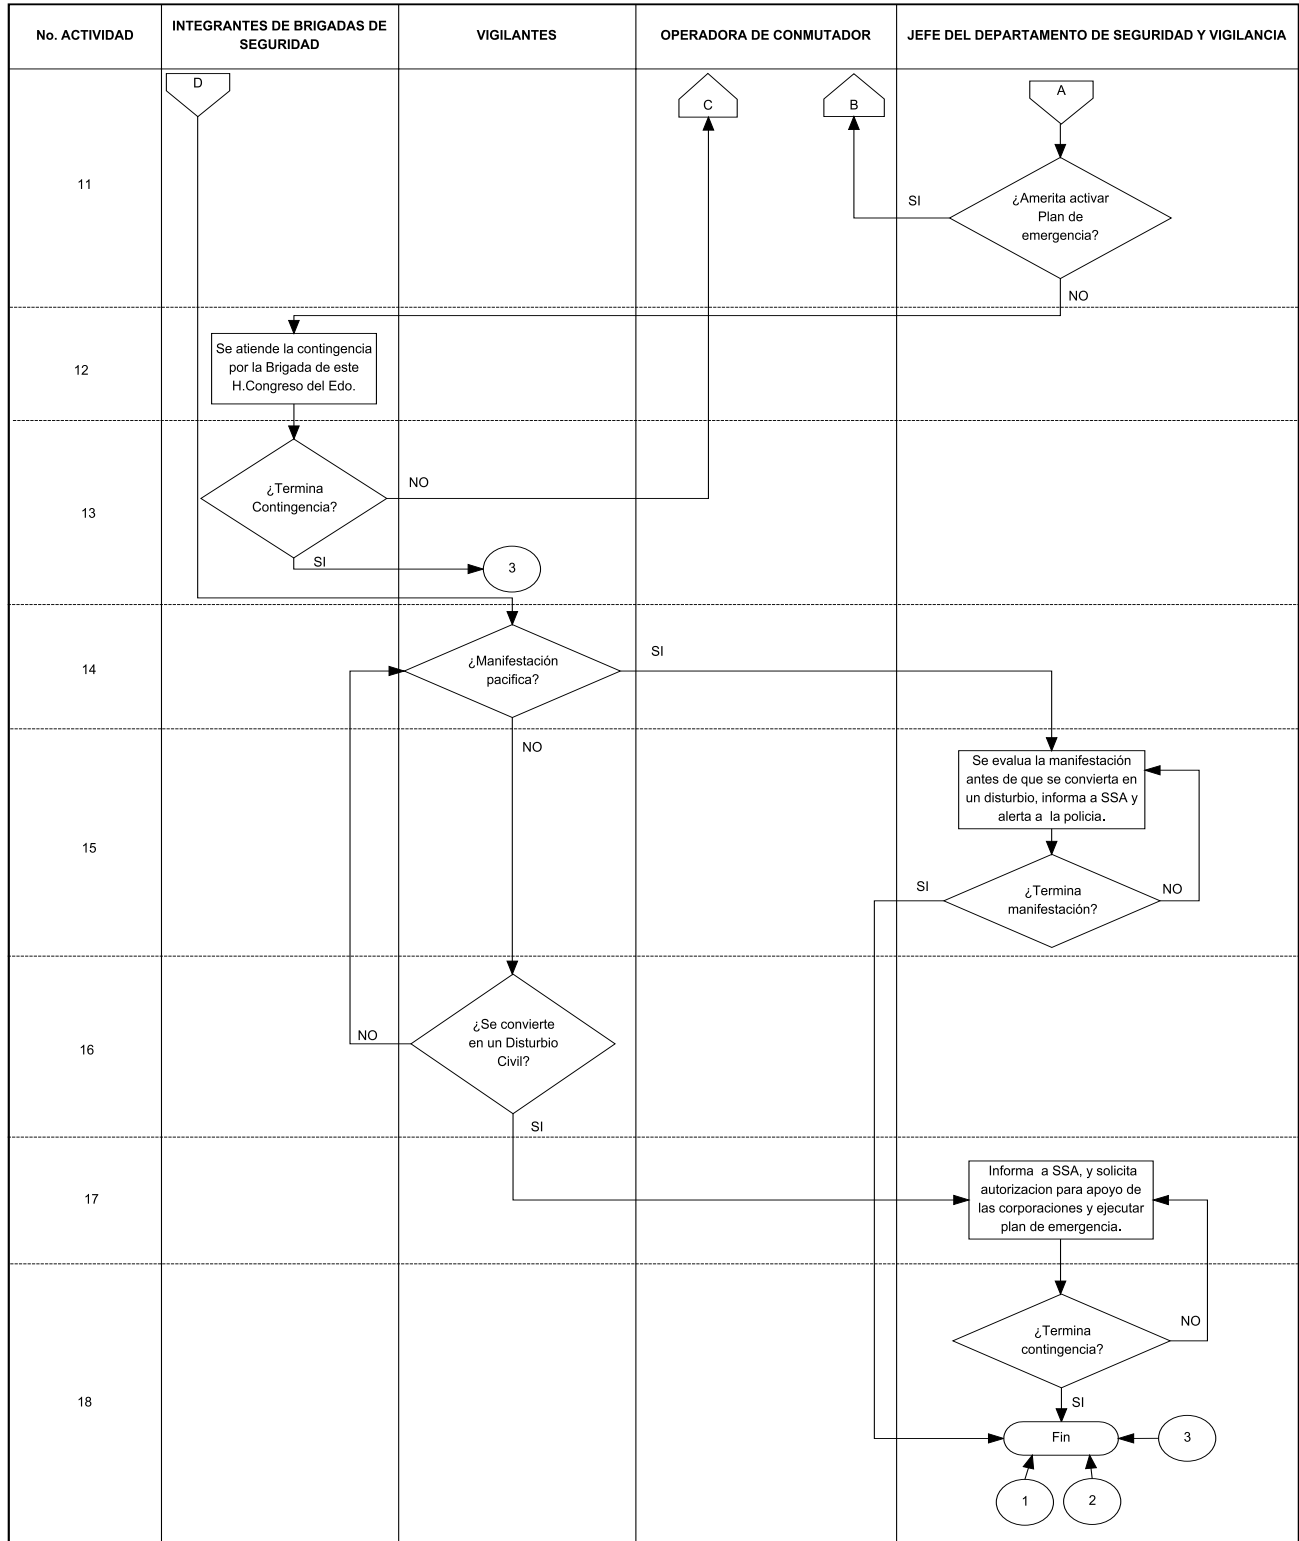 No. ACTIVIDAD
INTEGRANTES DE BRIGADAS DE
SEGURIDAD
VIGILANTES
OPERADORA DE CONMUTADOR
JEFE DEL DEPARTAMENTO DE SEGURIDAD Y VIGILANCIA
D
C
B
A
11
SI
¿Amerita activar
Plan de
emergencia?
NO
12
Se atiende la contingencia
por la Brigada de este
H.Congreso del Edo.
13
¿Termina
Contingencia?
NO
SI
3
14
¿Manifestación
pacifica?
SI
NO
15
Se evalua la manifestación
antes de que se convierta en
un disturbio, informa a SSA y
alerta a la policia.
SI
¿Termina
manifestación?
NO
16
NO
¿Se convierte
en un Disturbio
Civil?
SI
17
Informa a SSA, y solicita
autorizacion para apoyo de
las corporaciones y ejecutar
plan de emergencia.
18
¿Termina
contingencia?
NO
SI
Fin
3
1
2